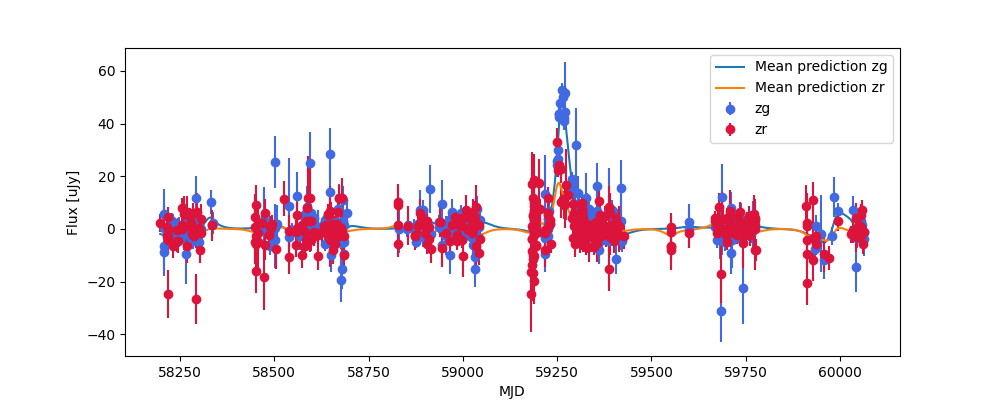 Flux [uJy]
60
40
20
0
−20
−40
58250
58500
58750
59000
59250
59500
59750
60000
MJD
Mean prediction zg
Mean prediction zr
zg
zr